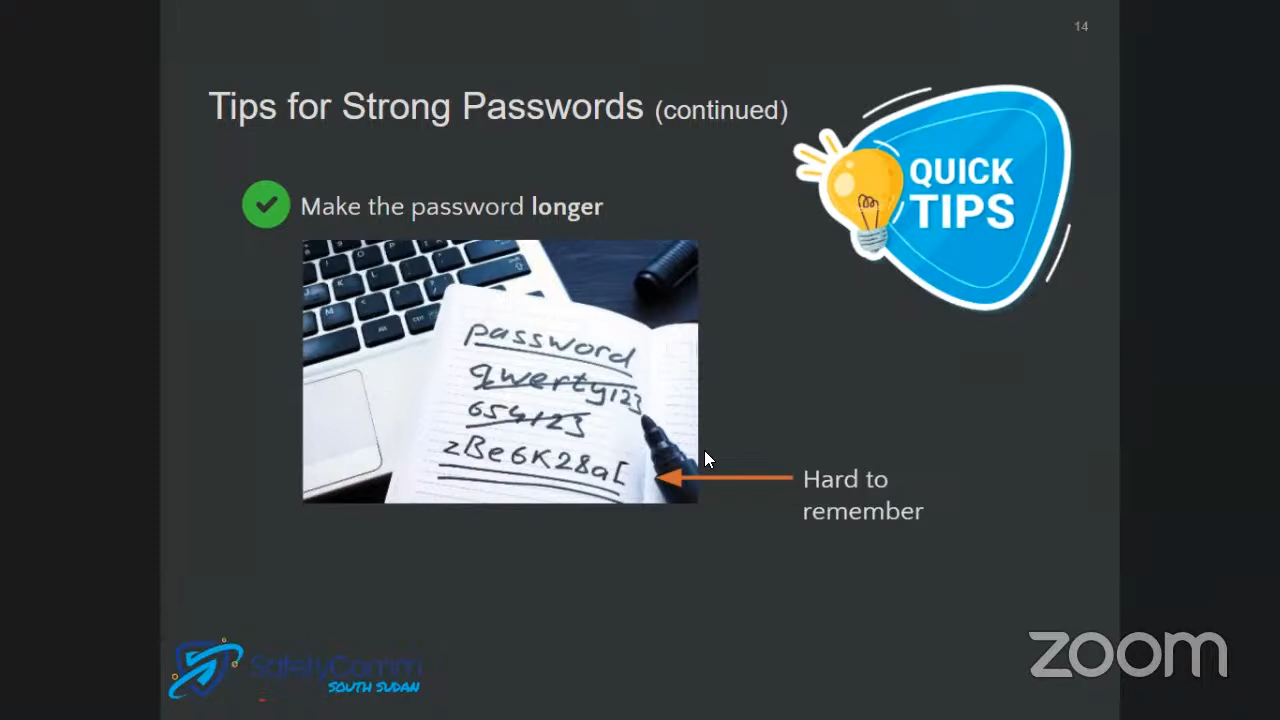 14
Tips for Strong Passwords (continued)
QUICK
TIPS
Make the password longer
password
qwerty123
654123
zBe6K28a[
Hard to
remember
SafetyComm
SOUTH SUDAN
zoom